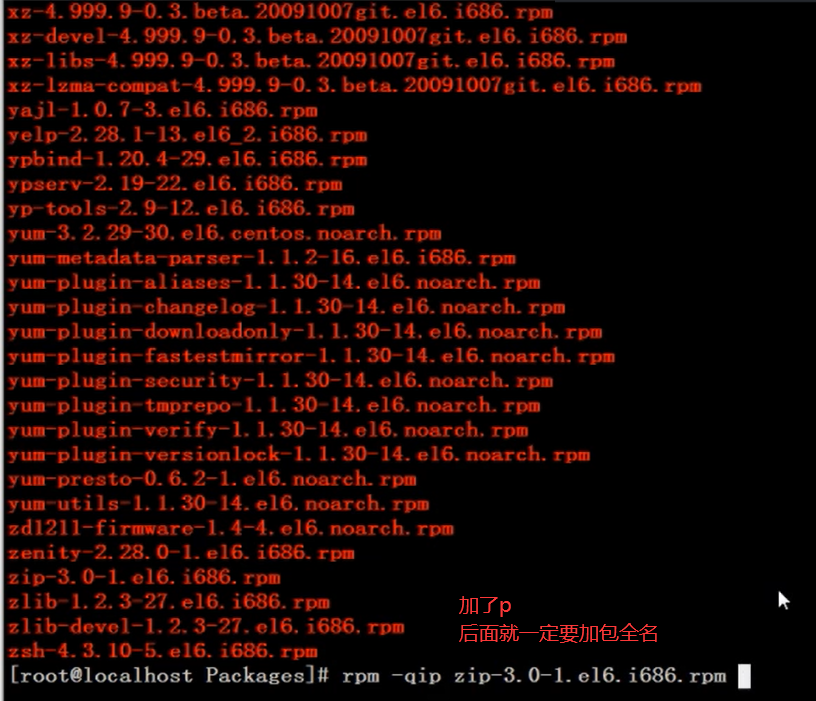 xz-4.999.9-0.3.beta.20091007git.el6.i686.rpm
xz-devel-4.999.9-0.3.beta.20091007git.el6.i686.rpm
xz-libs-4.999.9-0.3.beta.20091007git.el6.i686.rpm
xz-lzma-compat-4.999.9-0.3.beta.20091007git.el6.i686.rpm
yajl-1.0.7-3.el6.i686.rpm
yelp-2.28.1-13.el6_2.i686.rpm
ypbind-1.20.4-29.el6.i686.rpm
ypserv-2.19-22.el6.i686.rpm
yp-tools-2.9-12.el6.i686.rpm
yum-3.2.29-30.el6.centos.noarch.rpm
yum-metadata-parser-1.1.2-16.el6.i686.rpm
yum-plugin-aliases-1.1.30-14.el6.noarch.rpm
yum-plugin-changelog-1.1.30-14.el6.noarch.rpm
yum-plugin-downloadonly-1.1.30-14.el6.noarch.rpm
yum-plugin-fastestmirror-1.1.30-14.el6.noarch.rpm
yum-plugin-security-1.1.30-14.el6.noarch.rpm
yum-plugin-tmprepo-1.1.30-14.el6.noarch.rpm
yum-plugin-verify-1.1.30-14.el6.noarch.rpm
yum-plugin-versionlock-1.1.30-14.el6.noarch.rpm
yum-presto-0.6.2-1.el6.noarch.rpm
yum-utils-1.1.30-14.el6.noarch.rpm
zd1211-firmware-1.4-4.el6.noarch.rpm
zenity-2.28.0-1.el6.i686.rpm
zip-3.0-1.el6.i686.rpm
zlib-1.2.3-27.el6.i686.rpm
zlib-devel-1.2.3-27.el6.i686.rpm
zsh-4.3.10-5.el6.i686.rpm
加了p
后面就一定要加包全名
[root@localhost Packages]# rpm -qip zip-3.0-1.el6.i686.rpm